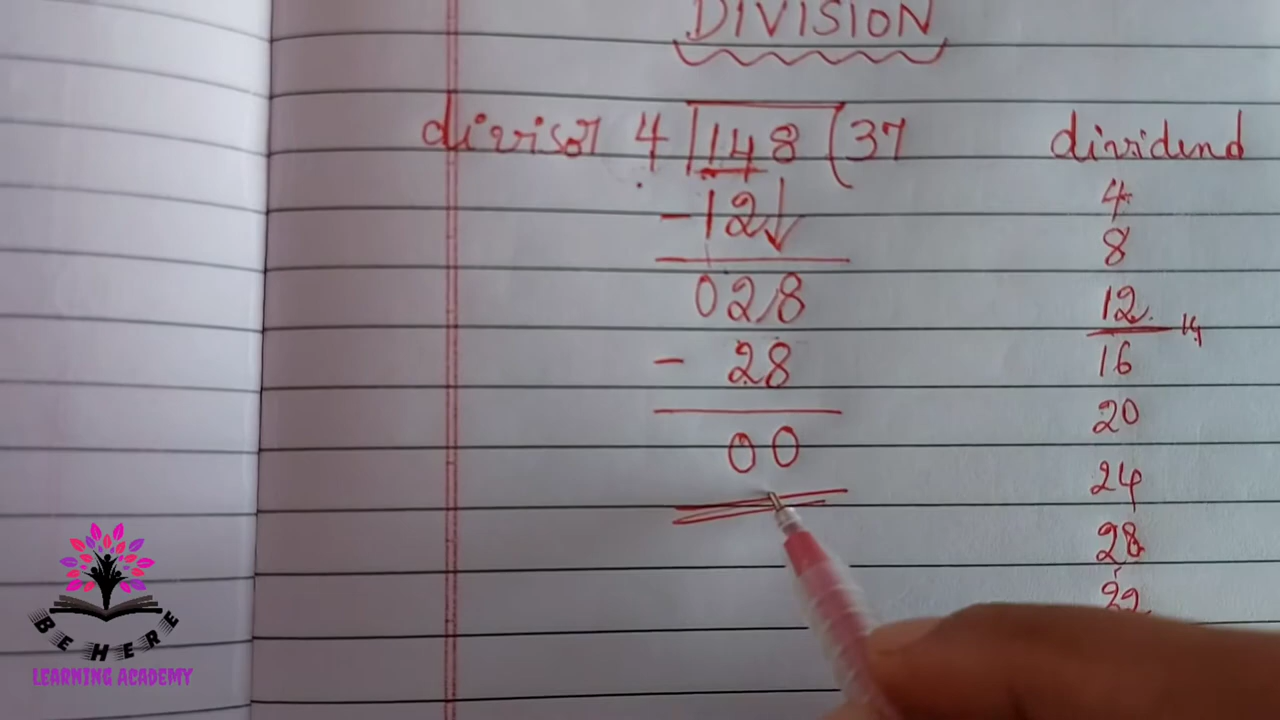 DIVISION
divisor 4 148 ( 37 dividend
- 12 ↓
028
- 28
00
4
8
12 14
16
20
24
28
BEHERE
LEARNING ACADEMY